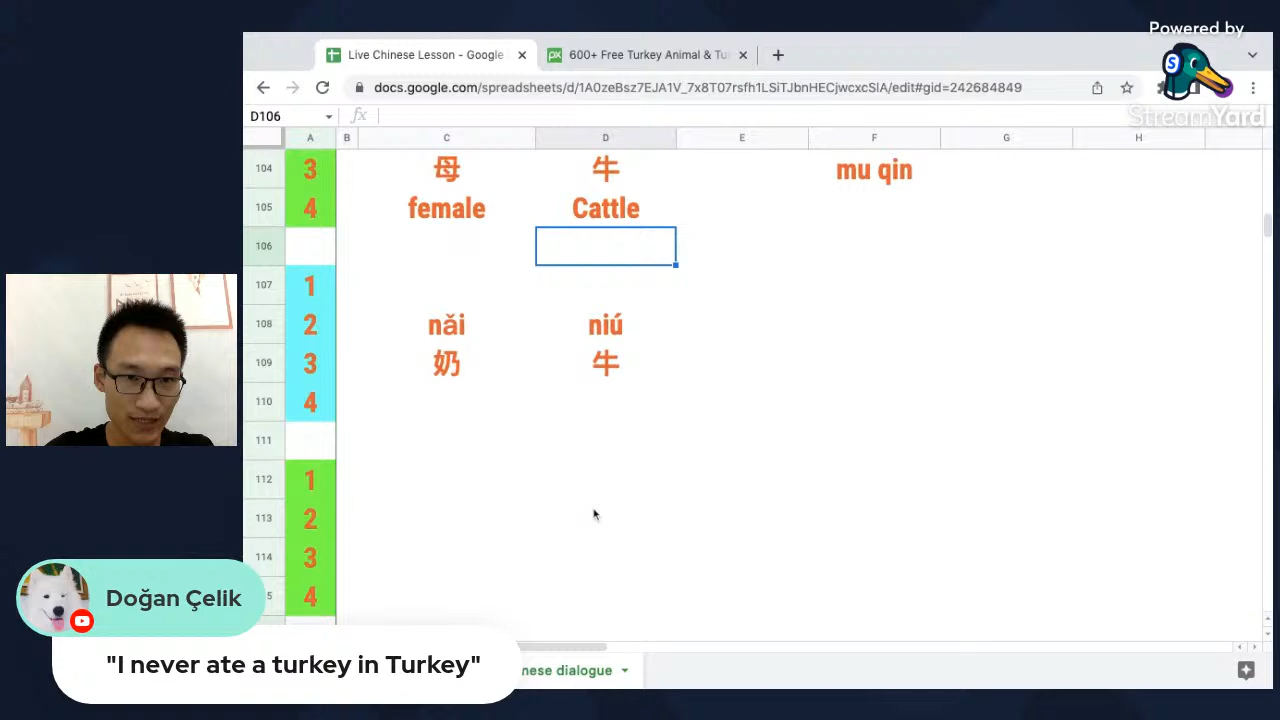 Powered by
S
StreamYard
Live Chinese Lesson - Google
600+ Free Turkey Animal & Tur
docs.google.com/spreadsheets/d/1A0zeBsz7EJA1V_7x8T07rsfh1LSiTJbnHECjwcxcSlA/edit#gid=242684849
D106
fx
A B C D E F G H
104 3 母 牛 mu qin
105 4 female Cattle
106
107 1
108 2 nǎi niú
109 3 奶 牛
110 4
111
112 1
113 2
114 3
5 4
nese dialogue
Doğan Çelik
"I never ate a turkey in Turkey"